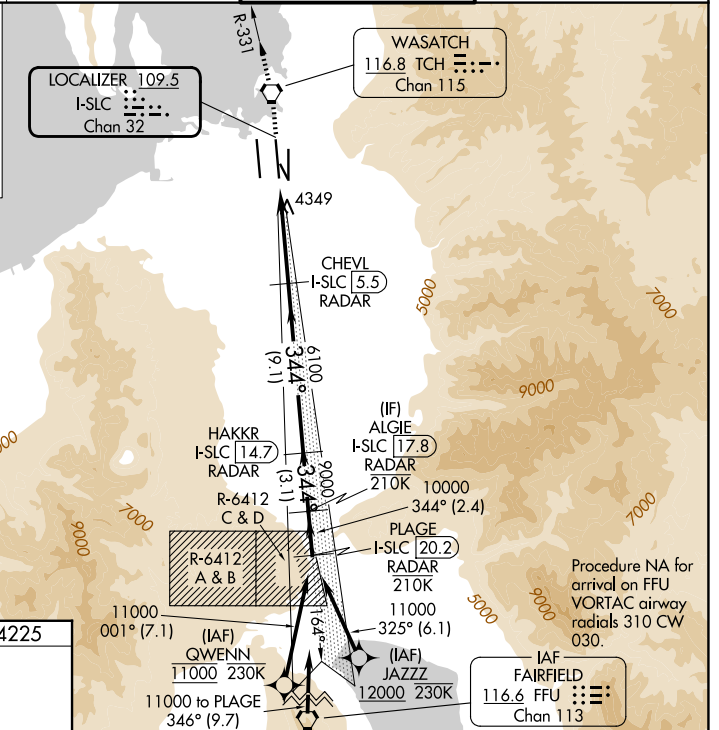 R-331
WASATCH
116.8 TCH
Chan 115
LOCALIZER 109.5
I-SLC
Chan 32
4349
CHEVL
I-SLC 5.5
RADAR
5000
7000
9000
344°
6100
(9.1)
HAKKR
I-SLC 14.7
RADAR
(IF)
ALGIE
I-SLC 17.8
RADAR
210K
344°
9000
(3.1)
10000
344° (2.4)
R-6412
C & D
PLAGE
I-SLC 20.2
RADAR
210K
7000
9000
7000
R-6412
A & B
Procedure NA for
arrival on FFU
VORTAC airway
radials 310 CW
030.
9000
5000
11000
001° (7.1)
164°
11000
325° (6.1)
4225
(IAF)
QWENN
11000 230K
(IAF)
JAZZZ
12000 230K
11000 to PLAGE
346° (9.7)
IAF
FAIRFIELD
116.6 FFU
Chan 113